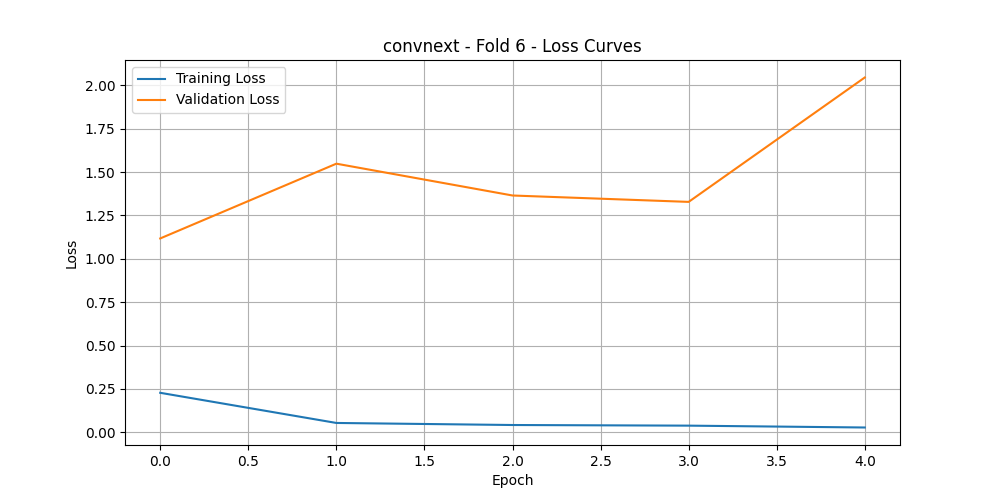 convnext - Fold 6 - Loss Curves
Training Loss
Validation Loss
2.00
1.75
1.50
1.25
1.00
0.75
0.50
0.25
0.00
Loss
0.0 0.5 1.0 1.5 2.0 2.5 3.0 3.5 4.0
Epoch